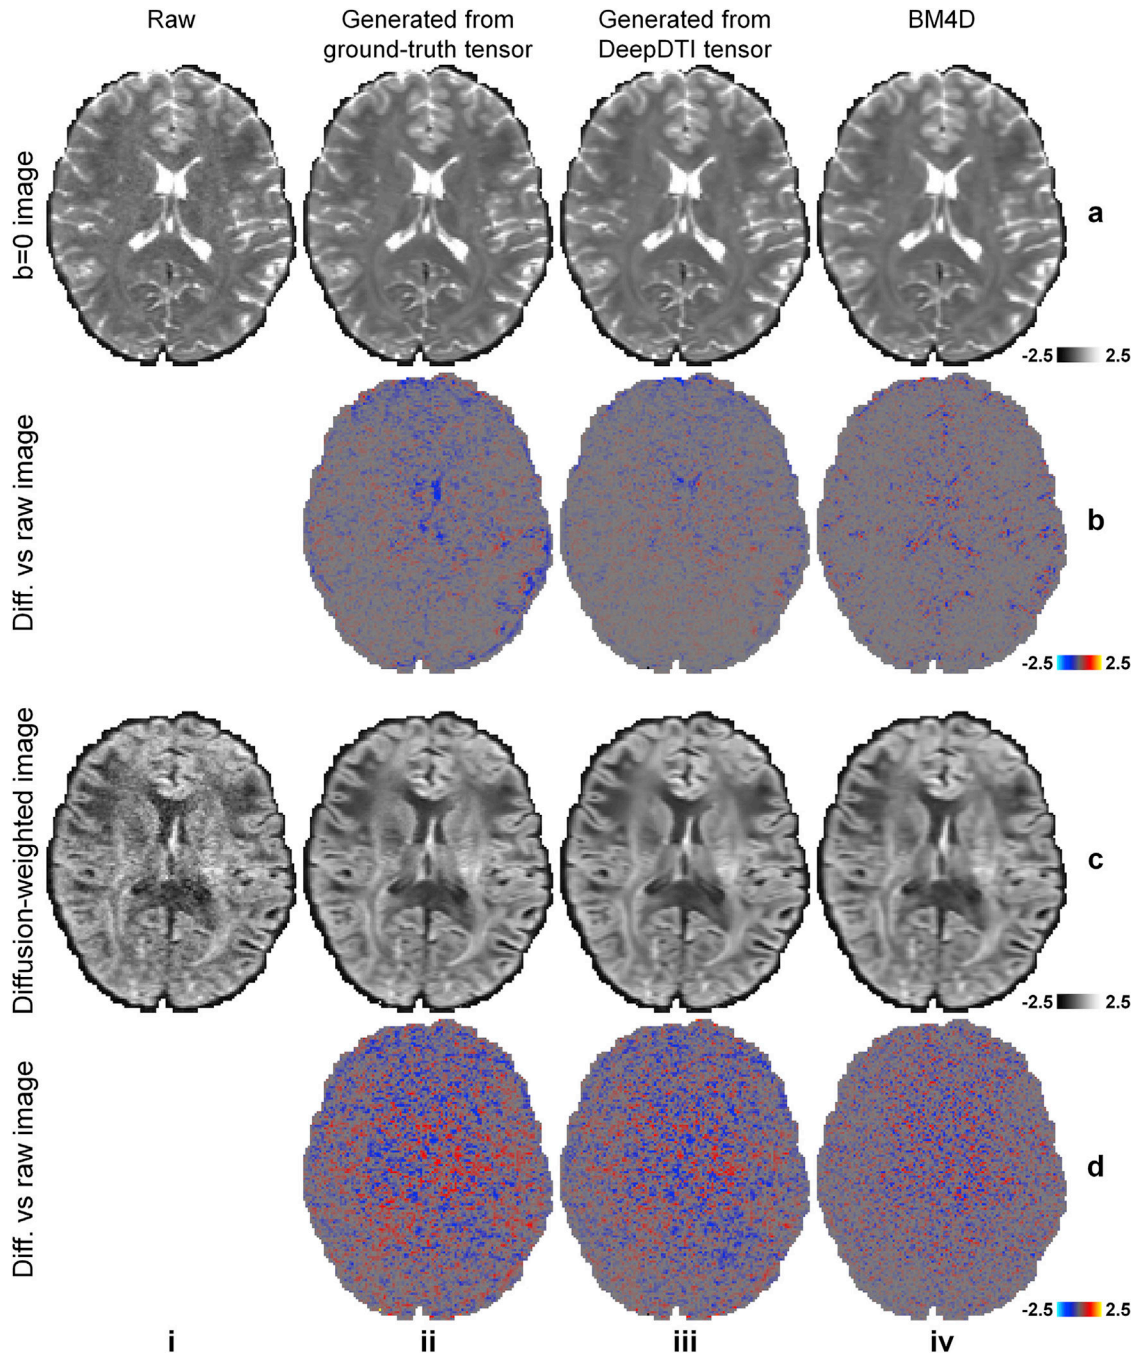 Raw
Generated from
ground-truth tensor
Generated from
DeepDTI tensor
BM4D
b=0 image
a
-2.5 2.5
Diff. vs raw image
b
-2.5 2.5
Diffusion-weighted image
c
-2.5 2.5
Diff. vs raw image
d
-2.5 2.5
i
ii
iii
iv